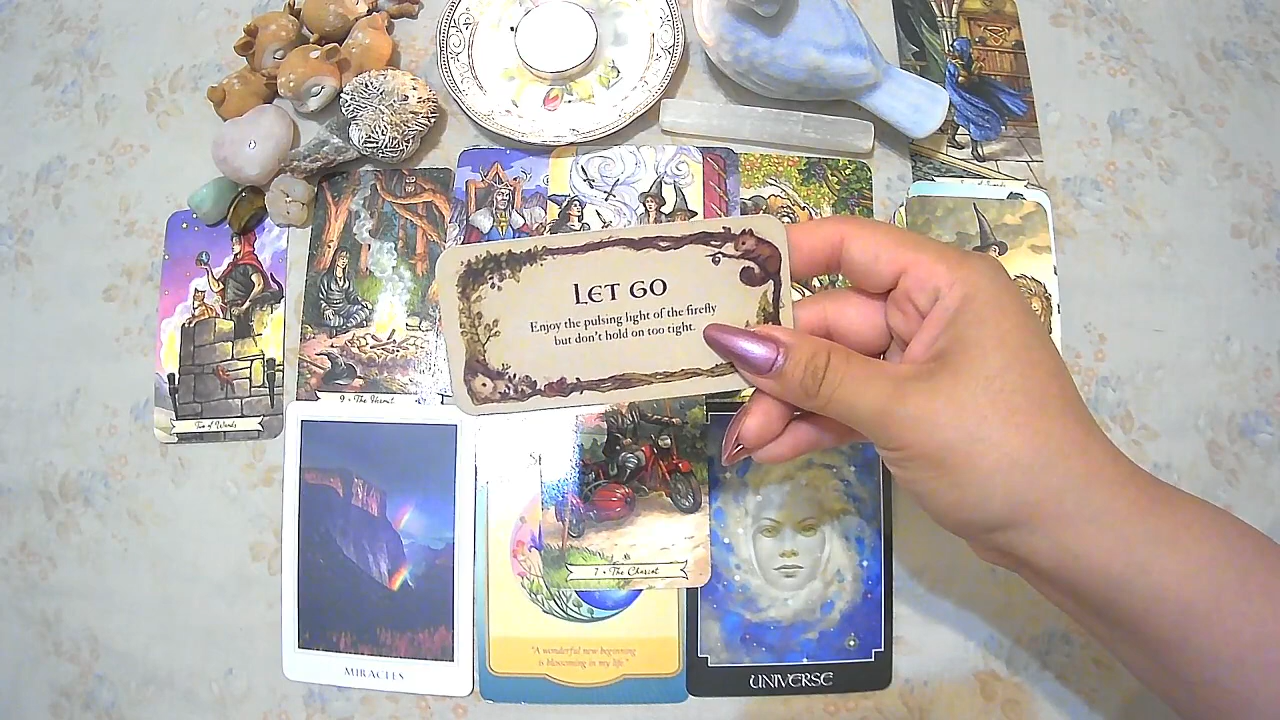 LET GO
Enjoy the pulsing light of the firefly
but don't hold on too tight.
Two of Wands
9 • The Hermit
7 • The Chariot
"A wonderful new beginning
is blossoming in my life"
MIRACLES
UNIVERSE